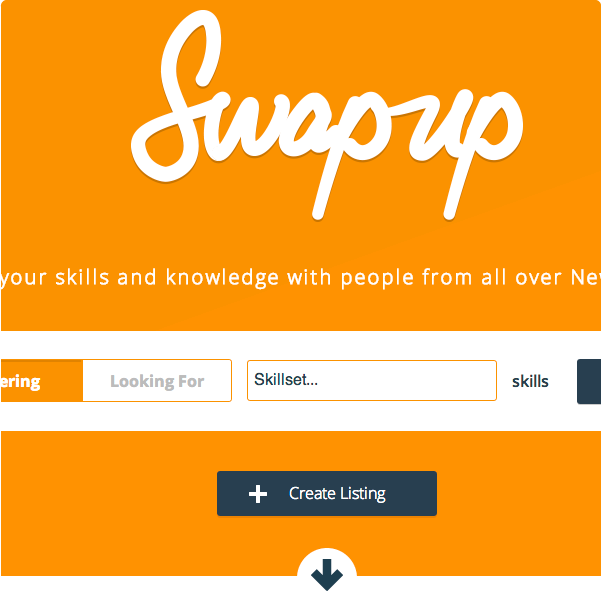 Swapup
your skills and knowledge with people from all over Ne
ering Looking For Skillset... skills
Create Listing